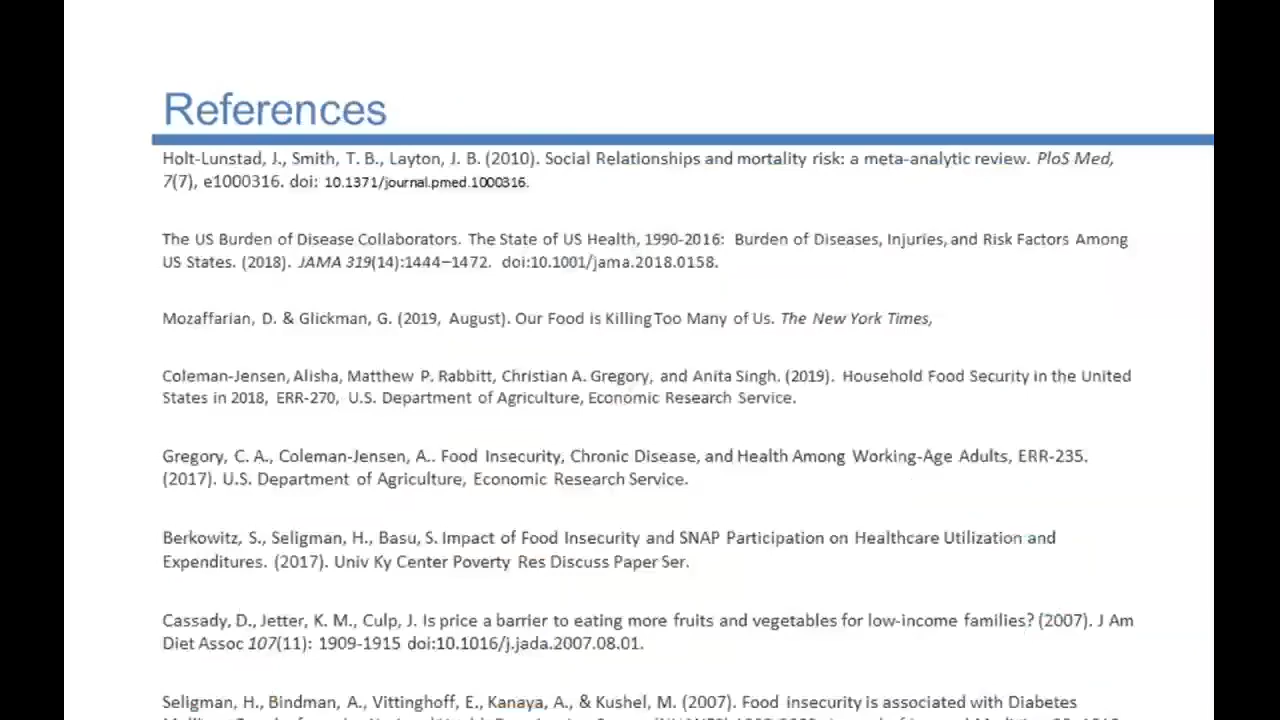 References
Holt-Lunstad, J., Smith, T. B., Layton, J. B. (2010). Social Relationships and mortality risk: a meta-analytic review. PloS Med,
7(7), e1000316. doi: 10.1371/journal.pmed.1000316.
The US Burden of Disease Collaborators. The State of US Health, 1990-2016: Burden of Diseases, Injuries, and Risk Factors Among
US States. (2018). JAMA 319(14):1444–1472. doi:10.1001/jama.2018.0158.
Mozaffarian, D. & Glickman, G. (2019, August). Our Food is Killing Too Many of Us. The New York Times,
Coleman-Jensen, Alisha, Matthew P. Rabbitt, Christian A. Gregory, and Anita Singh. (2019). Household Food Security in the United
States in 2018, ERR-270, U.S. Department of Agriculture, Economic Research Service.
Gregory, C. A., Coleman-Jensen, A.. Food Insecurity, Chronic Disease, and Health Among Working-Age Adults, ERR-235.
(2017). U.S. Department of Agriculture, Economic Research Service.
Berkowitz, S., Seligman, H., Basu, S. Impact of Food Insecurity and SNAP Participation on Healthcare Utilization and
Expenditures. (2017). Univ Ky Center Poverty Res Discuss Paper Ser.
Cassady, D., Jetter, K. M., Culp, J. Is price a barrier to eating more fruits and vegetables for low-income families? (2007). J Am
Diet Assoc 107(11): 1909-1915 doi:10.1016/j.jada.2007.08.01.
Seligman, H., Bindman, A., Vittinghoff, E., Kanaya, A., & Kushel, M. (2007). Food insecurity is associated with Diabetes